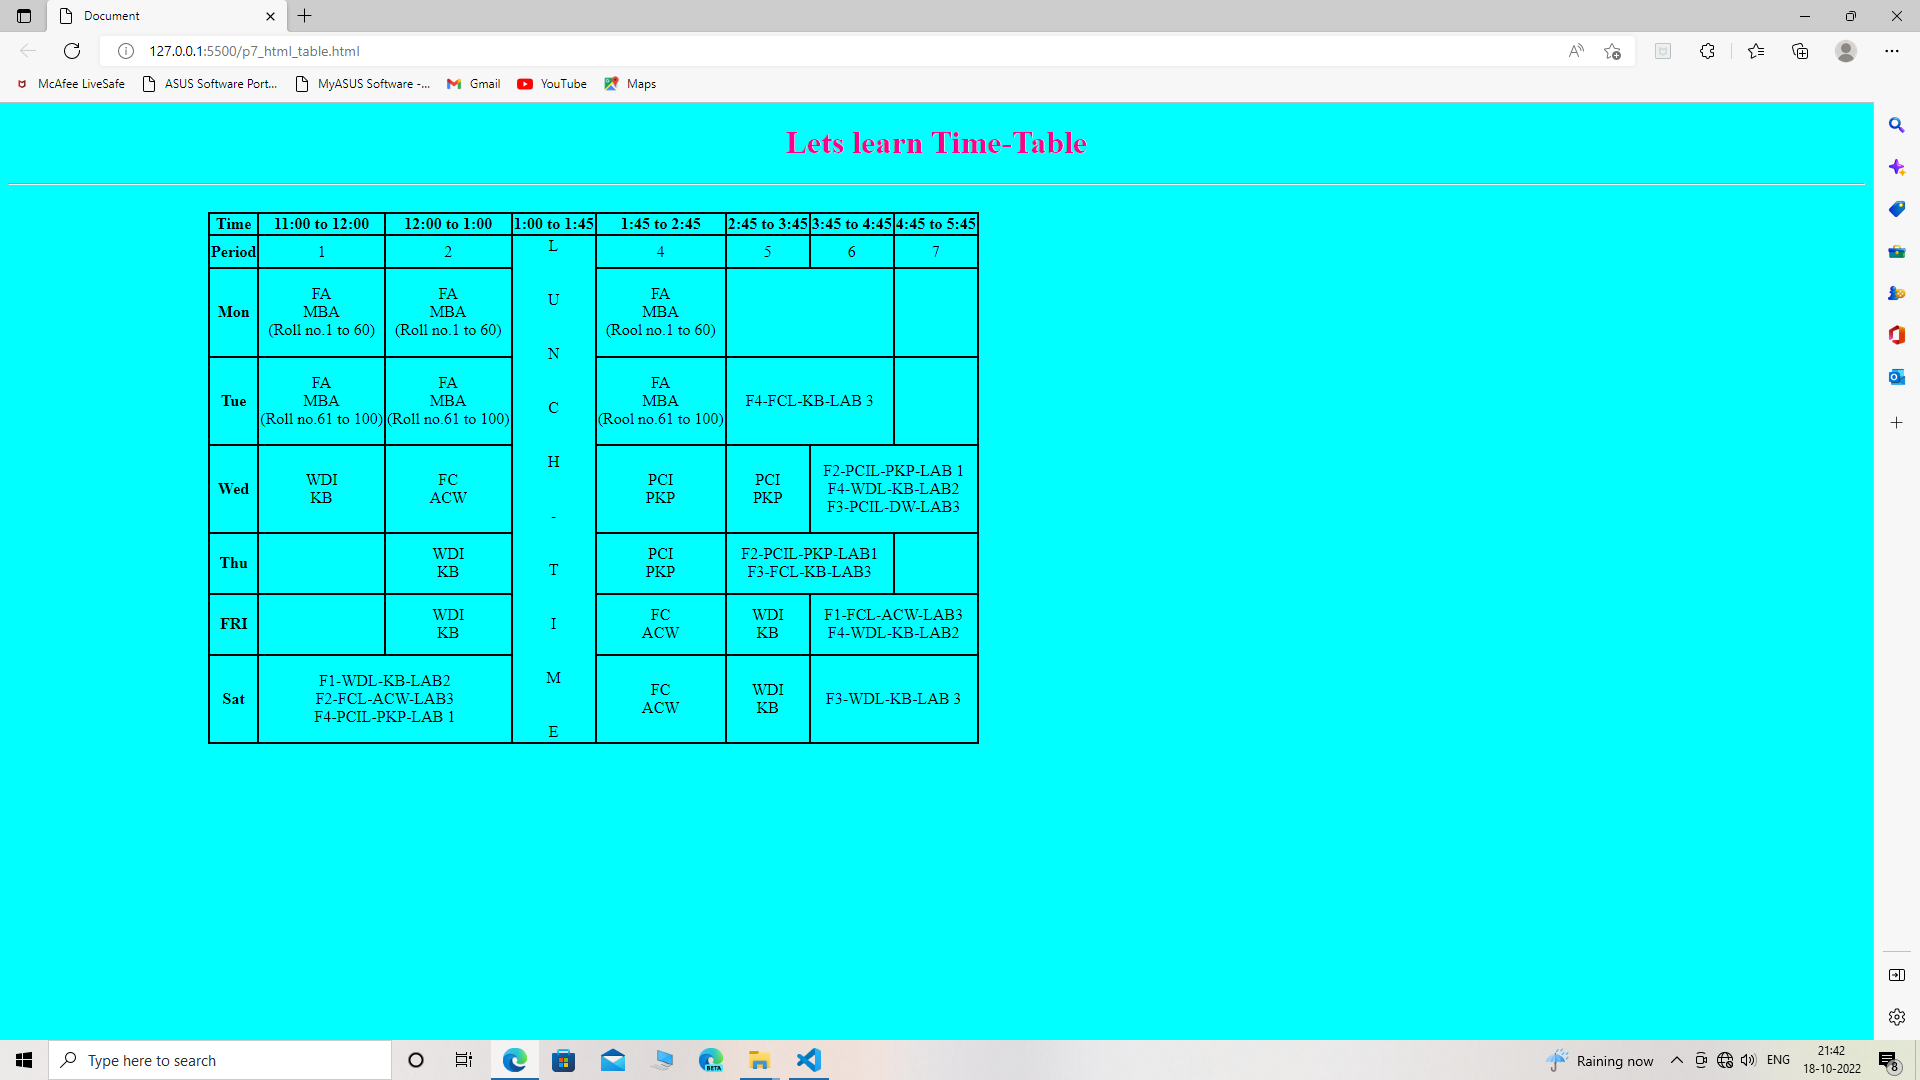 Document
127.0.0.1:5500/p7_html_table.html
McAfee LiveSafe ASUS Software Port... MyASUS Software -... Gmail YouTube Maps
Lets learn Time-Table
Time 11:00 to 12:00 12:00 to 1:00 1:00 to 1:45 1:45 to 2:45 2:45 to 3:45 3:45 to 4:45 4:45 to 5:45
Period 1 2 4 5 6 7
L
U
N
C
H
-
T
I
M
E
Mon
FA
MBA
(Roll no.1 to 60)
FA
MBA
(Roll no.1 to 60)
FA
MBA
(Rool no.1 to 60)
Tue
FA
MBA
(Roll no.61 to 100)
FA
MBA
(Roll no.61 to 100)
FA
MBA
(Rool no.61 to 100)
F4-FCL-KB-LAB 3
Wed
WDI
KB
FC
ACW
PCI
PKP
PCI
PKP
F2-PCIL-PKP-LAB 1
F4-WDL-KB-LAB2
F3-PCIL-DW-LAB3
Thu
WDI
KB
PCI
PKP
F2-PCIL-PKP-LAB1
F3-FCL-KB-LAB3
FRI
WDI
KB
FC
ACW
WDI
KB
F1-FCL-ACW-LAB3
F4-WDL-KB-LAB2
Sat
F1-WDL-KB-LAB2
F2-FCL-ACW-LAB3
F4-PCIL-PKP-LAB 1
FC
ACW
WDI
KB
F3-WDL-KB-LAB 3
Type here to search
BETA
Raining now
ENG
21:42
18-10-2022
8